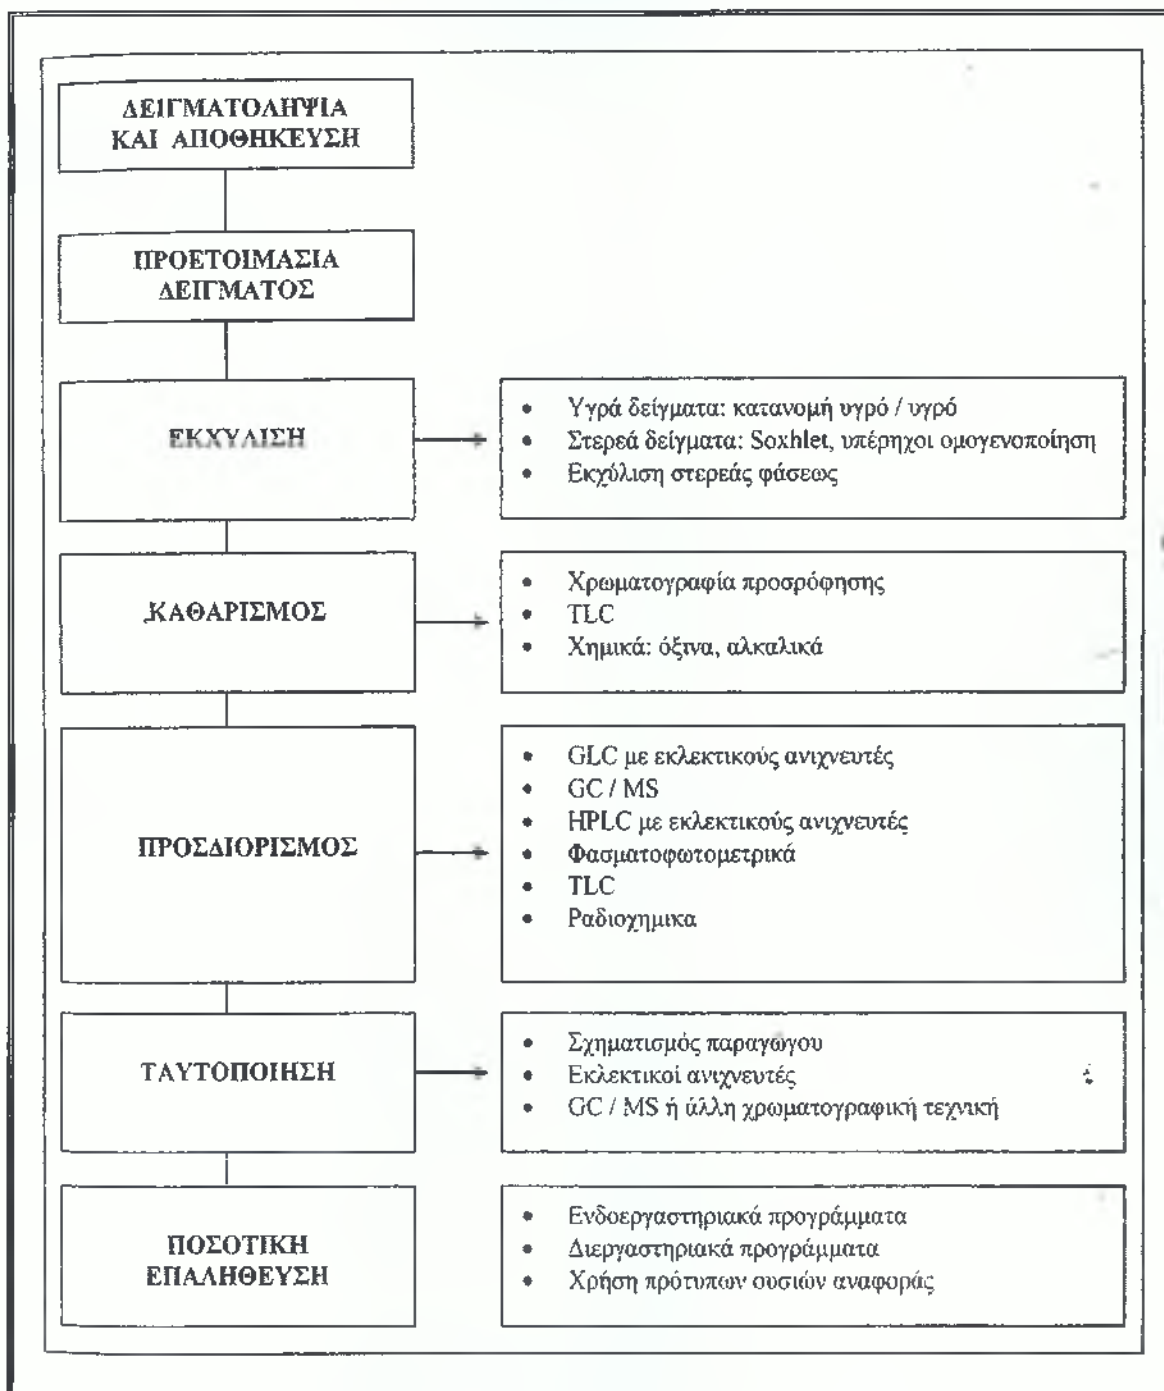 ΔΕΙΓΜΑΤΟΛΗΨΙΑ
ΚΑΙ ΑΠΟΘΗΚΕΥΣΗ
ΠΡΟΕΤΟΙΜΑΣΙΑ
ΔΕΙΓΜΑΤΟΣ
ΕΚΧΥΛΙΣΗ
• Υγρά δείγματα: κατανομή υγρό / υγρό
• Στερεά δείγματα: Soxhlet, υπέρηχοι ομογενοποίηση
• Εκχύλιση στερεάς φάσεως
ΚΑΘΑΡΙΣΜΟΣ
• Χρωματογραφία προσρόφησης
• TLC
• Χημικά: όξινα, αλκαλικά
ΠΡΟΣΔΙΟΡΙΣΜΟΣ
• GLC με εκλεκτικούς ανιχνευτές
• GC / MS
• HPLC με εκλεκτικούς ανιχνευτές
• Φασματοφωτομετρικά
• TLC
• Ραδιοχημικα
ΤΑΥΤΟΠΟΙΗΣΗ
• Σχηματισμός παραγωγου
• Εκλεκτικοί ανιχνευτές
• GC / MS ή άλλη χρωματογραφική τεχνική
ΠΟΣΟΤΙΚΗ
ΕΠΑΛΗΘΕΥΣΗ
• Ενδοεργαστηριακά προγράμματα
• Διεργαστηριακά προγράμματα
• Χρήση πρότυπων ουσιών αναφοράς